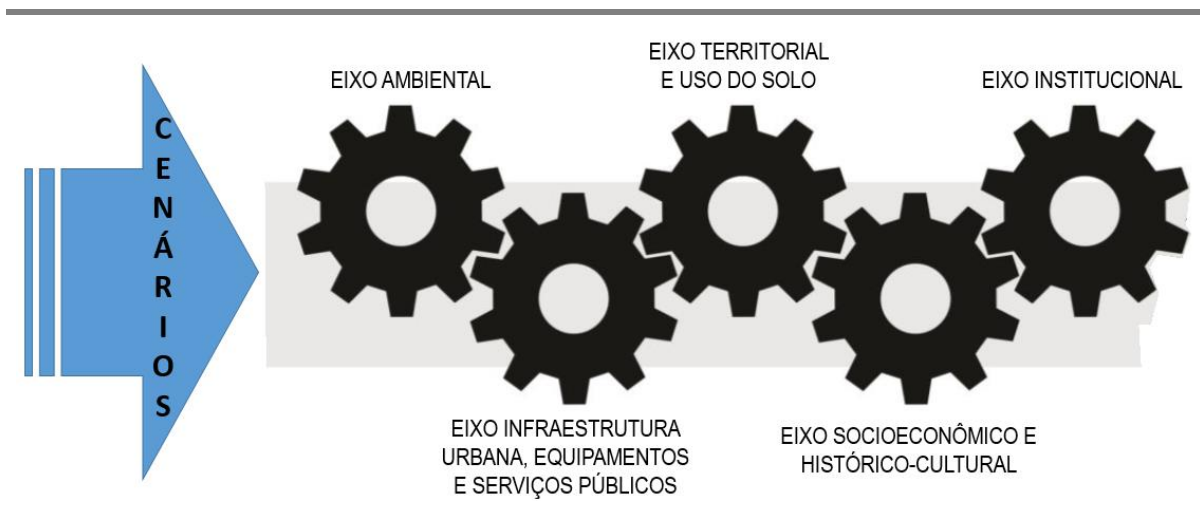 CENÁRIOS
EIXO AMBIENTAL
EIXO TERRITORIAL
E USO DO SOLO
EIXO INSTITUCIONAL
EIXO INFRAESTRUTURA
URBANA, EQUIPAMENTOS
E SERVIÇOS PÚBLICOS
EIXO SOCIOECONÔMICO E
HISTÓRICO-CULTURAL